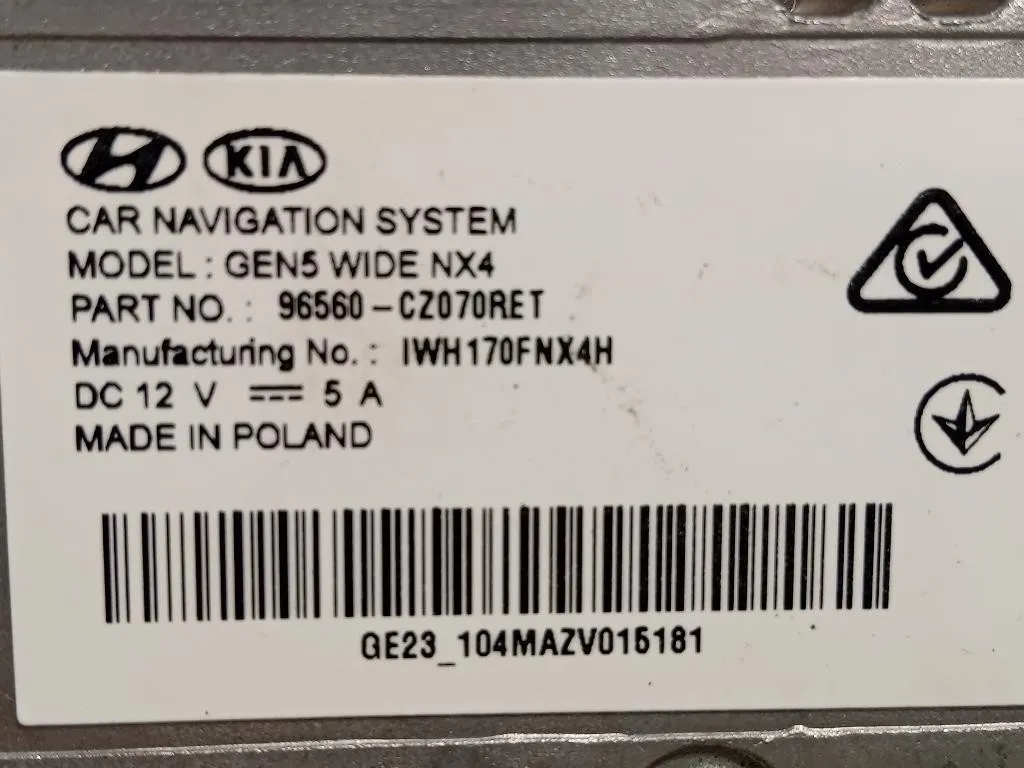 KIA
CAR NAVIGATION SYSTEM
MODEL : GEN5 WIDE NX4
PART NO. : 96560-CZ070RET
Manufacturing No. : IWH170FNX4H
DC 12 V ⎓ 5 A
MADE IN POLAND
GE23_104MAZV015181